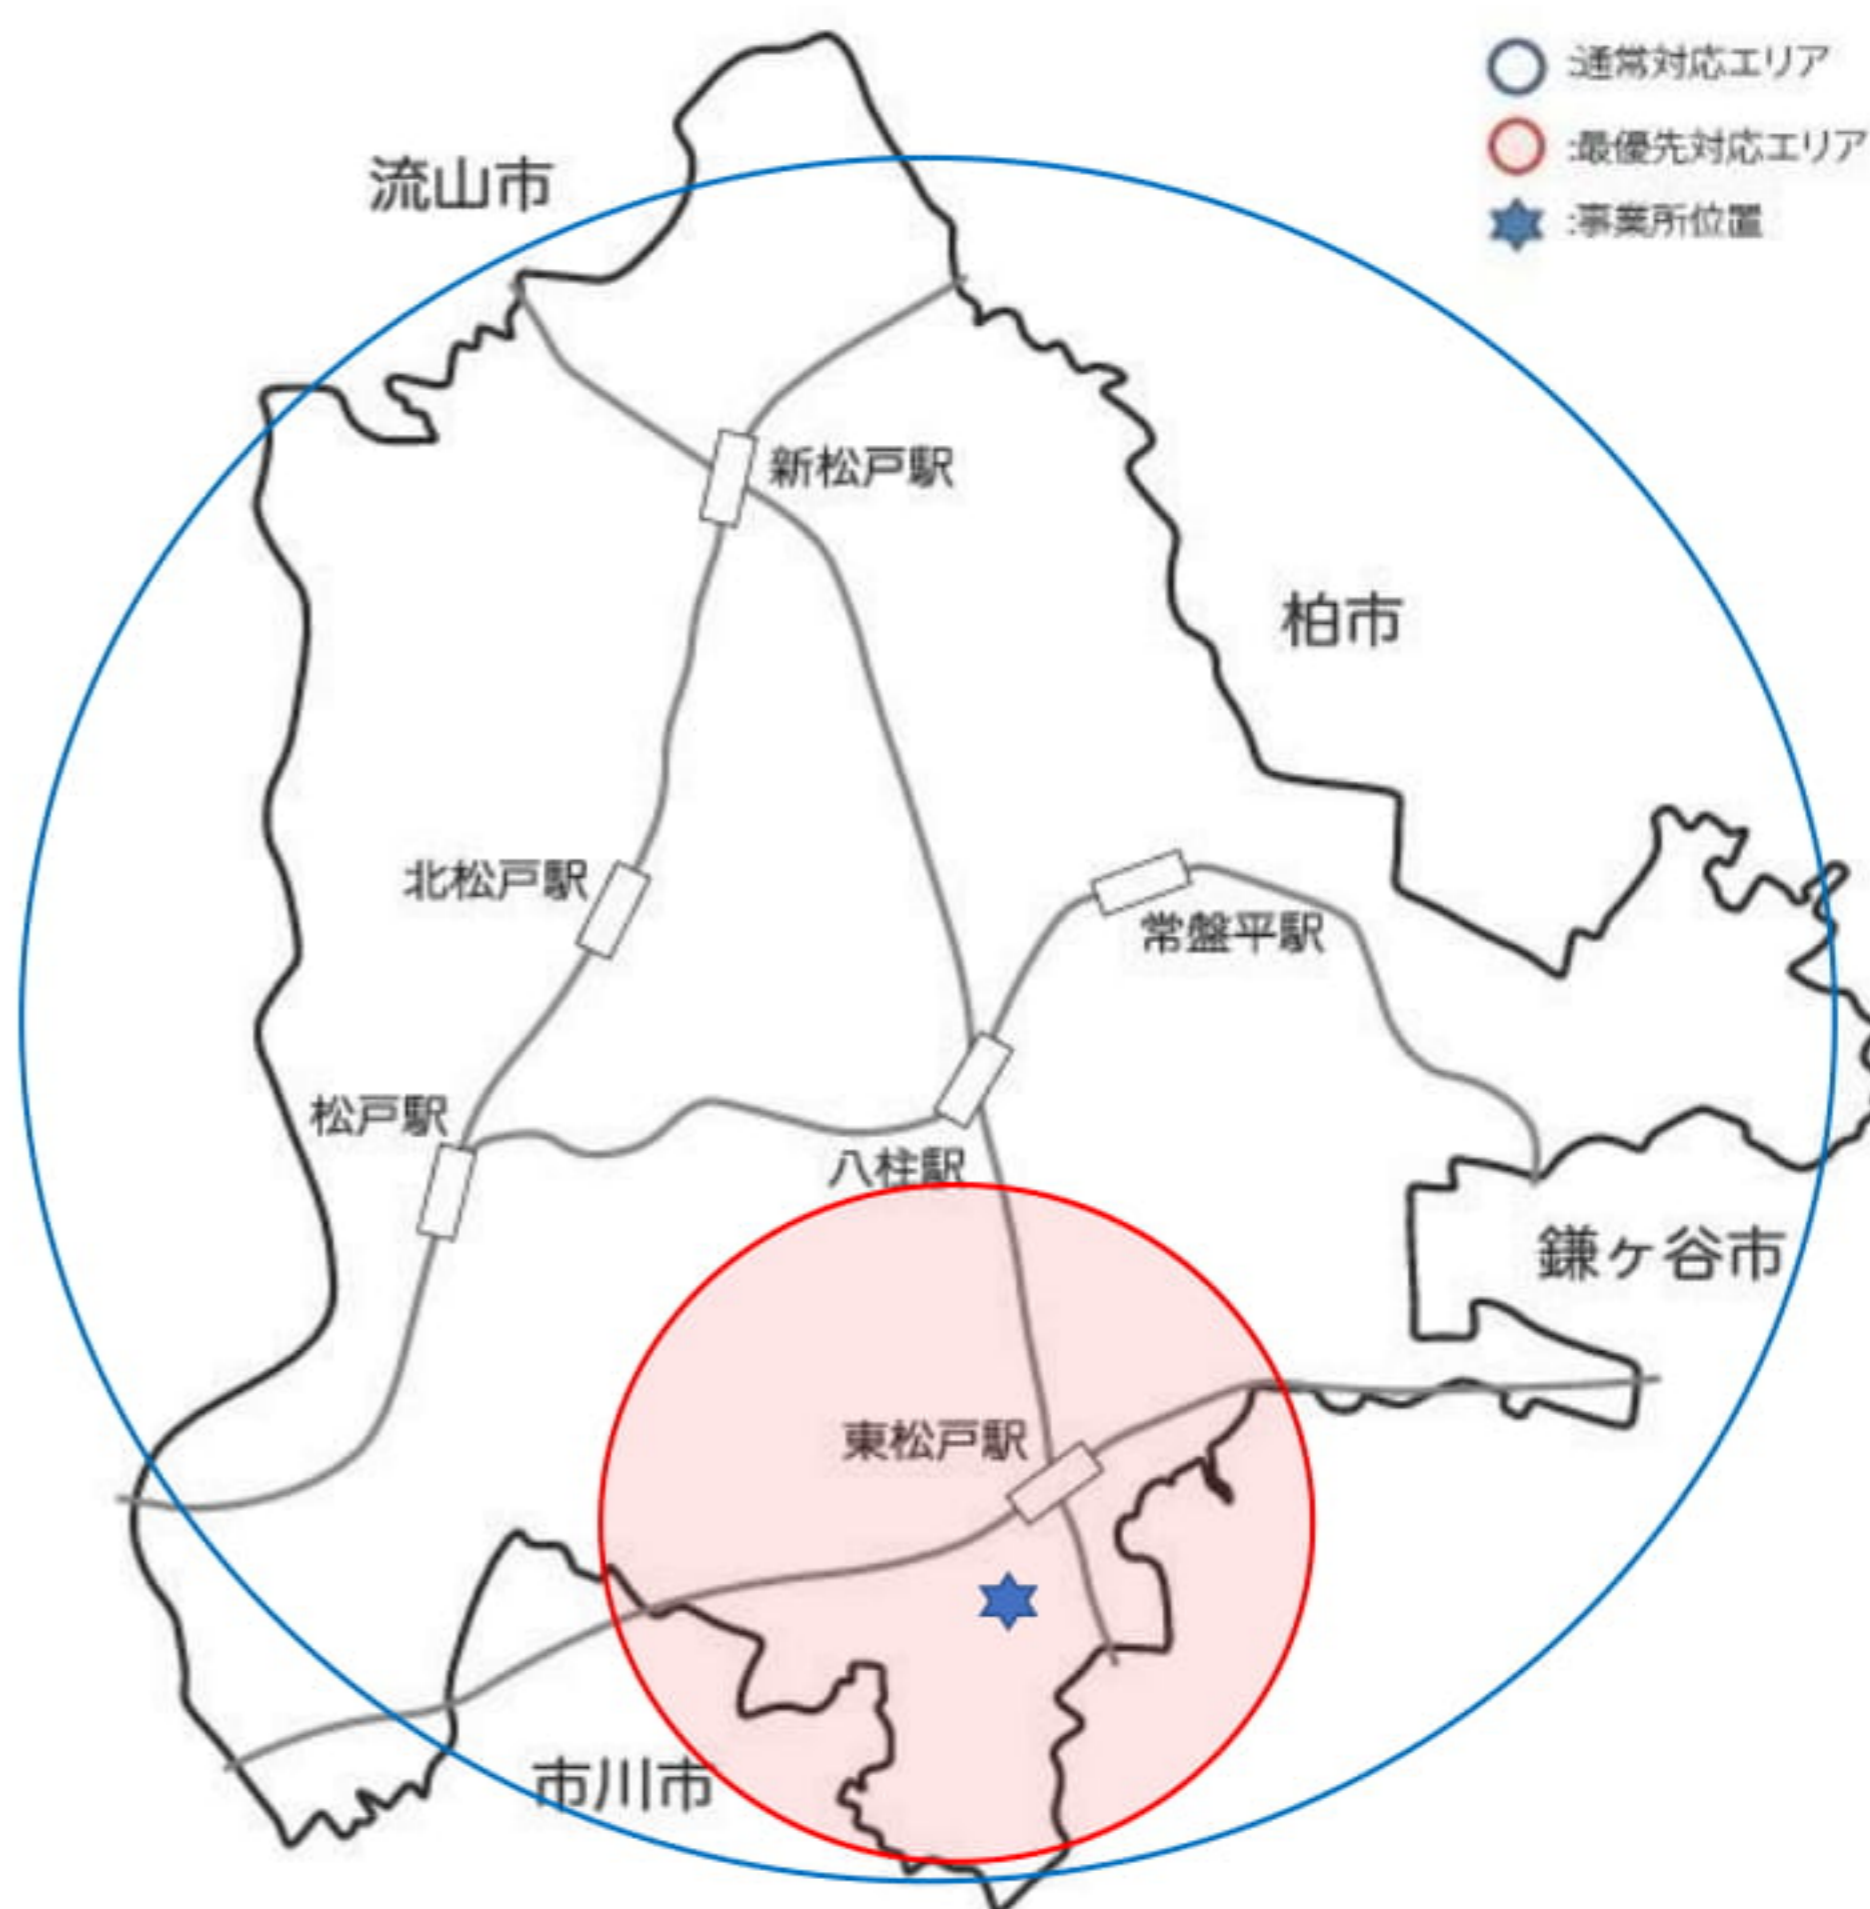 :通常対応エリア
:最優先対応エリア
:事業所位置
流山市
新松戸駅
柏市
北松戸駅
常盤平駅
松戸駅
八柱駅
鎌ヶ谷市
東松戸駅
市川市